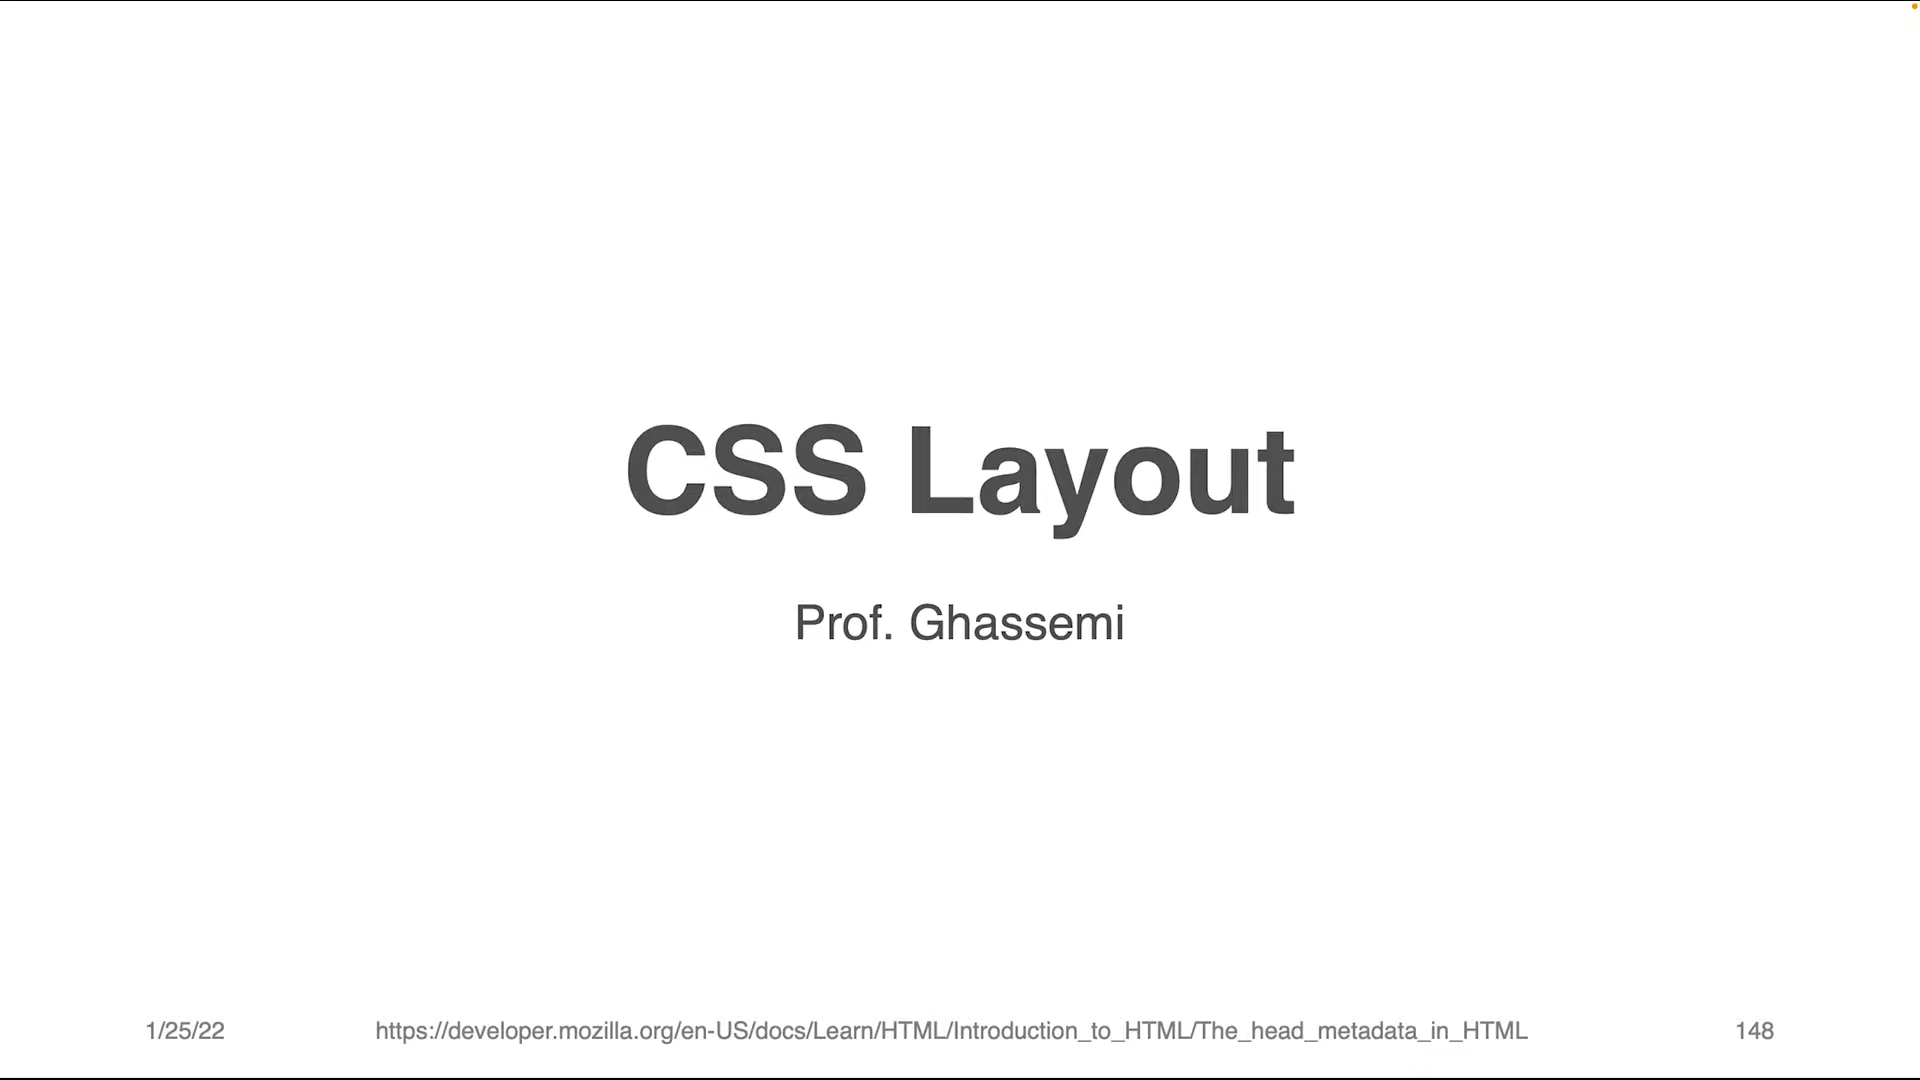 CSS Layout
Prof. Ghassemi
1/25/22
https://developer.mozilla.org/en-US/docs/Learn/HTML/Introduction_to_HTML/The_head_metadata_in_HTML
148